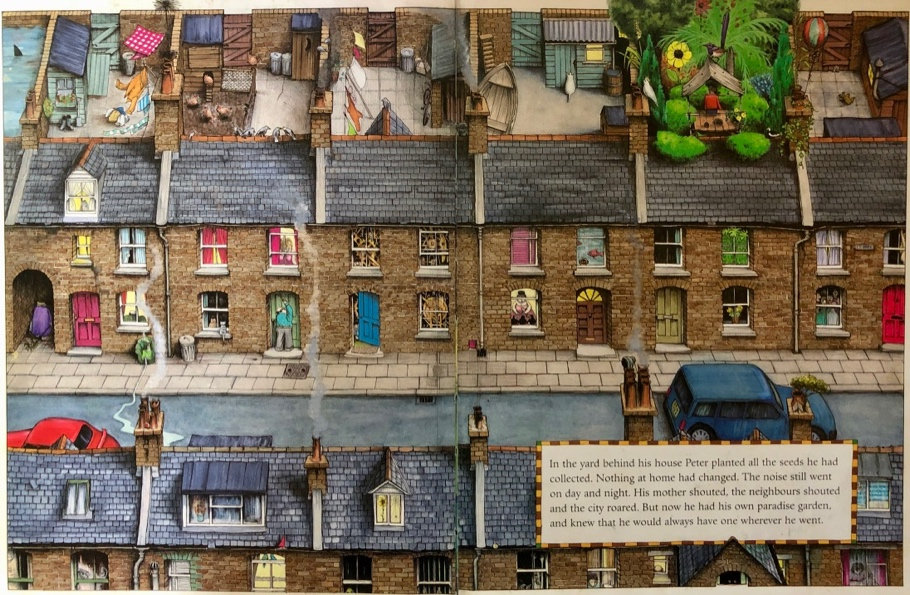 In the yard behind his house Peter planted all the seeds he had
collected. Nothing at home had changed. The noise still went
on day and night. His mother shouted, the neighbours shouted
and the city roared. But now he had his own paradise garden,
and knew that he would always have one wherever he went.